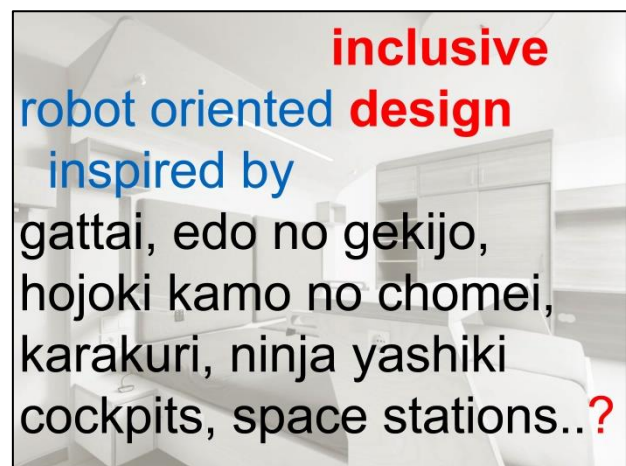 inclusive
robot oriented design
inspired by
gattai, edo no gekijo,
hojoki kamo no chomei,
karakuri, ninja yashiki
cockpits, space stations..?